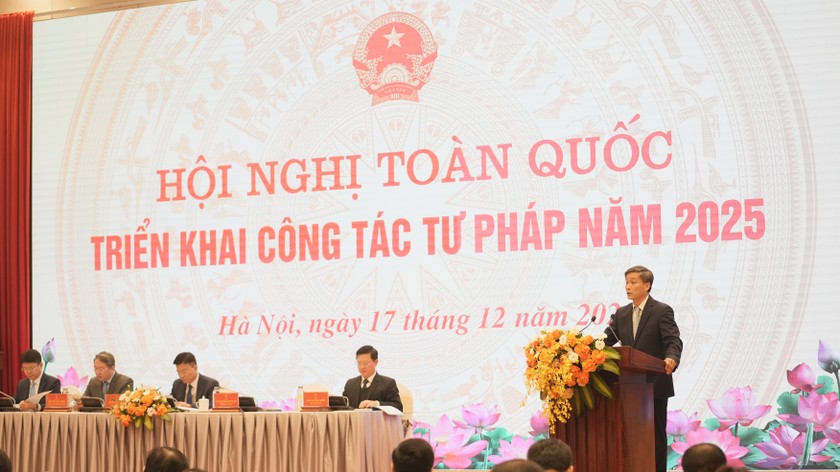 HỘI NGHỊ TOÀN QUỐC
TRIỂN KHAI CÔNG TÁC TƯ PHÁP NĂM 2025
Hà Nội, ngày 17 tháng 12 năm